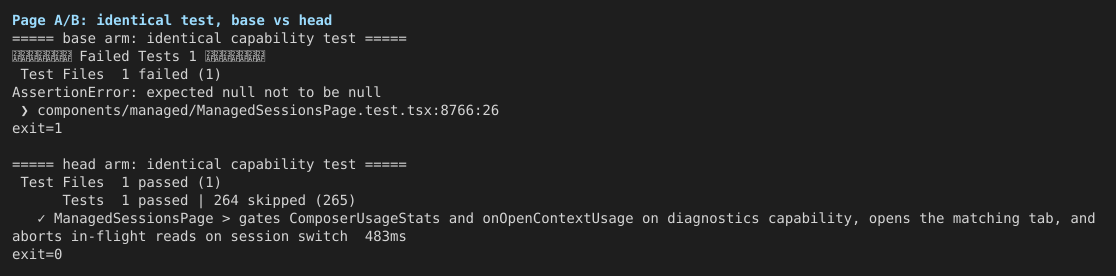 Page A/B: identical test, base vs head
===== base arm: identical capability test =====
Failed Tests 1
Test Files  1 failed (1)
AssertionError: expected null not to be null
❯ components/managed/ManagedSessionsPage.test.tsx:8766:26
exit=1
===== head arm: identical capability test =====
Test Files  1 passed (1)
Tests  1 passed | 264 skipped (265)
✓ ManagedSessionsPage > gates ComposerUsageStats and onOpenContextUsage on diagnostics capability, opens the matching tab, and
aborts in-flight reads on session switch  483ms
exit=0